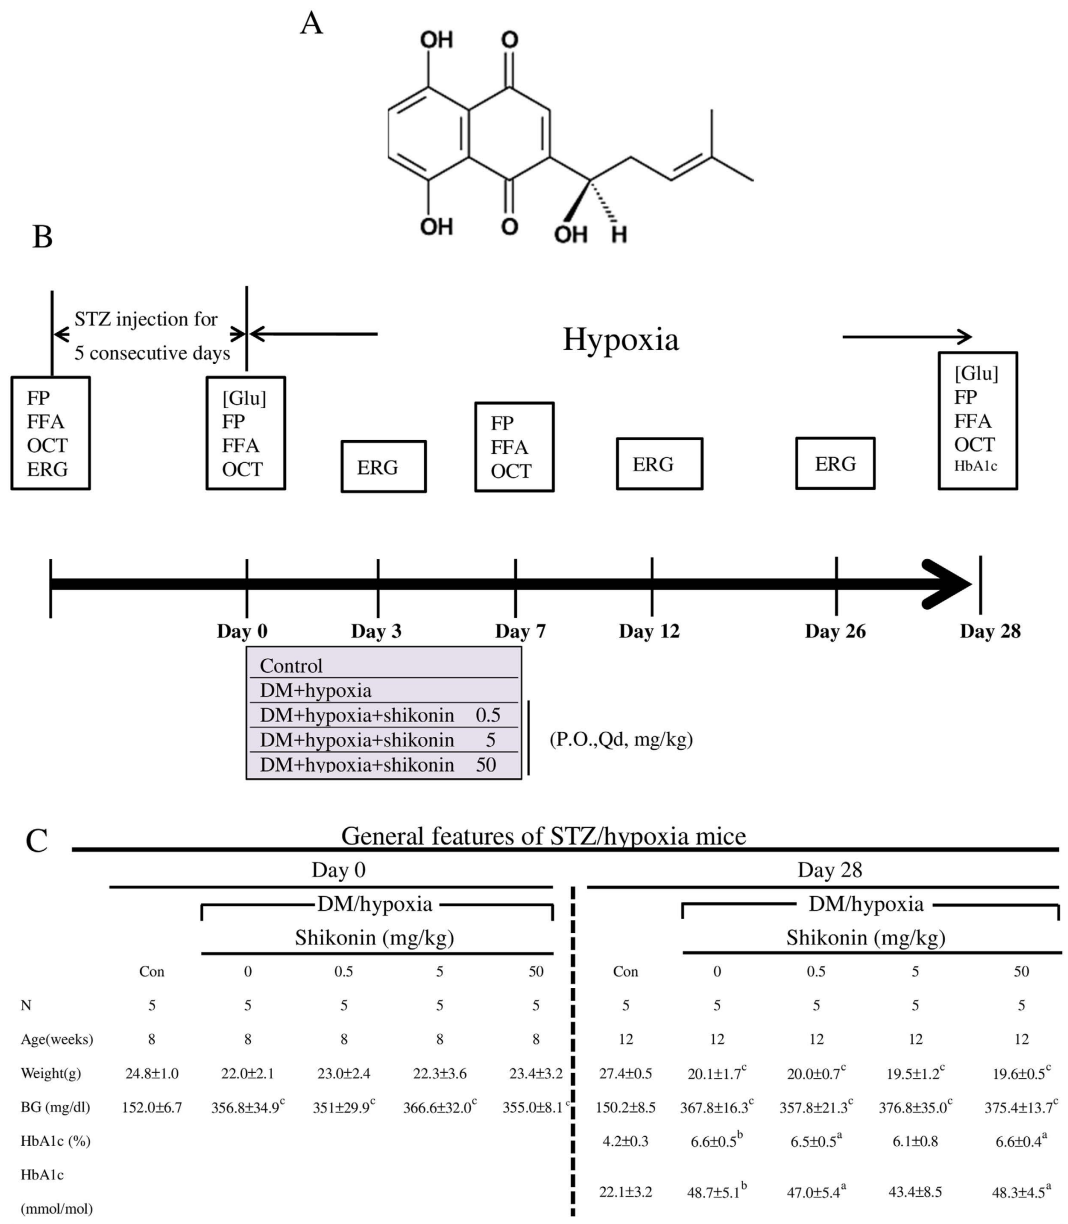 A
OH O
OH O OH H
B
STZ injection for
5 consecutive days
Hypoxia
FP
FFA
OCT
ERG
[Glu]
FP
FFA
OCT
ERG
FP
FFA
OCT
ERG
ERG
[Glu]
FP
FFA
OCT
HbA1c
Day 0 Day 3 Day 7 Day 12 Day 26 Day 28
Control
DM+hypoxia
DM+hypoxia+shikonin 0.5
DM+hypoxia+shikonin 5
DM+hypoxia+shikonin 50
(P.O.,Qd, mg/kg)
C
General features of STZ/hypoxia mice
Day 0 Day 28
DM/hypoxia DM/hypoxia
Shikonin (mg/kg) Shikonin (mg/kg)
Con 0 0.5 5 50 Con 0 0.5 5 50
N 5 5 5 5 5 5 5 5 5 5
Age(weeks) 8 8 8 8 8 12 12 12 12 12
Weight(g) 24.8±1.0 22.0±2.1 23.0±2.4 22.3±3.6 23.4±3.2 27.4±0.5 20.1±1.7c 20.0±0.7c 19.5±1.2c 19.6±0.5c
BG (mg/dl) 152.0±6.7 356.8±34.9c 351±29.9c 366.6±32.0c 355.0±8.1c 150.2±8.5 367.8±16.3c 357.8±21.3c 376.8±35.0c 375.4±13.7c
HbA1c (%) 4.2±0.3 6.6±0.5b 6.5±0.5a 6.1±0.8 6.6±0.4a
HbA1c
(mmol/mol) 22.1±3.2 48.7±5.1b 47.0±5.4a 43.4±8.5 48.3±4.5a